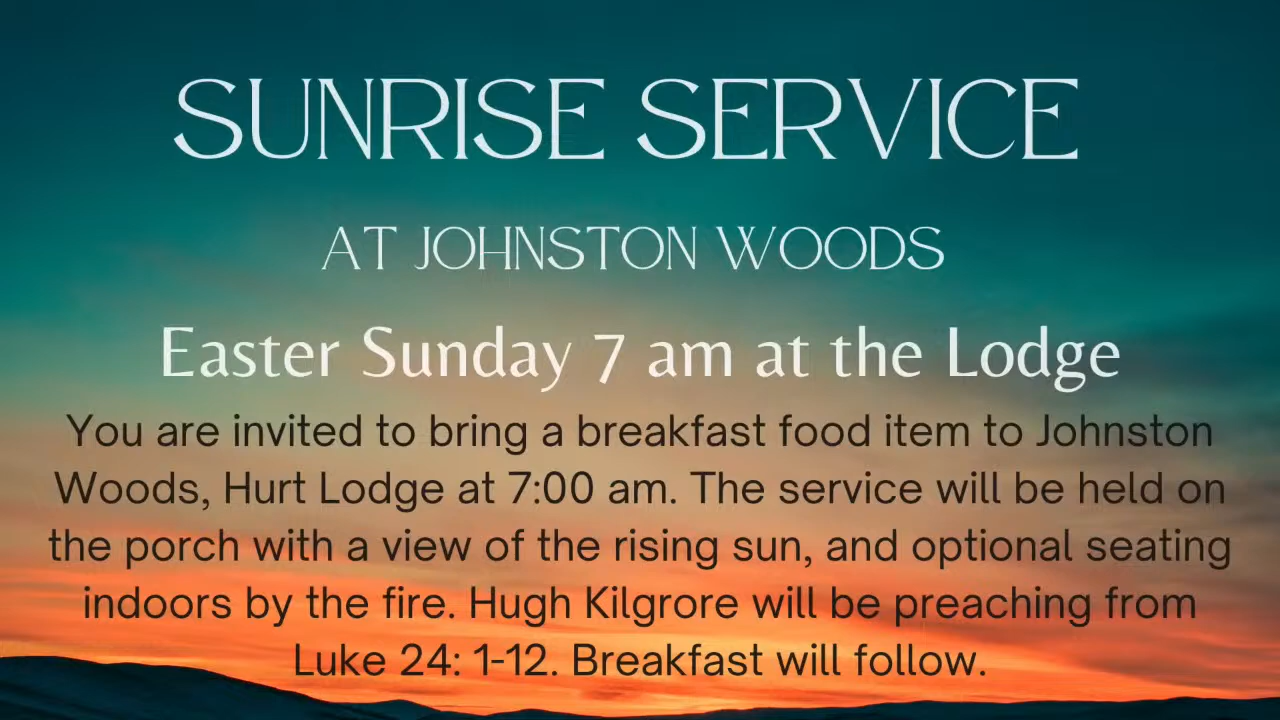 SUNRISE SERVICE
AT JOHNSTON WOODS
Easter Sunday 7 am at the Lodge
You are invited to bring a breakfast food item to Johnston
Woods, Hurt Lodge at 7:00 am. The service will be held on
the porch with a view of the rising sun, and optional seating
indoors by the fire. Hugh Kilgrore will be preaching from
Luke 24: 1-12. Breakfast will follow.